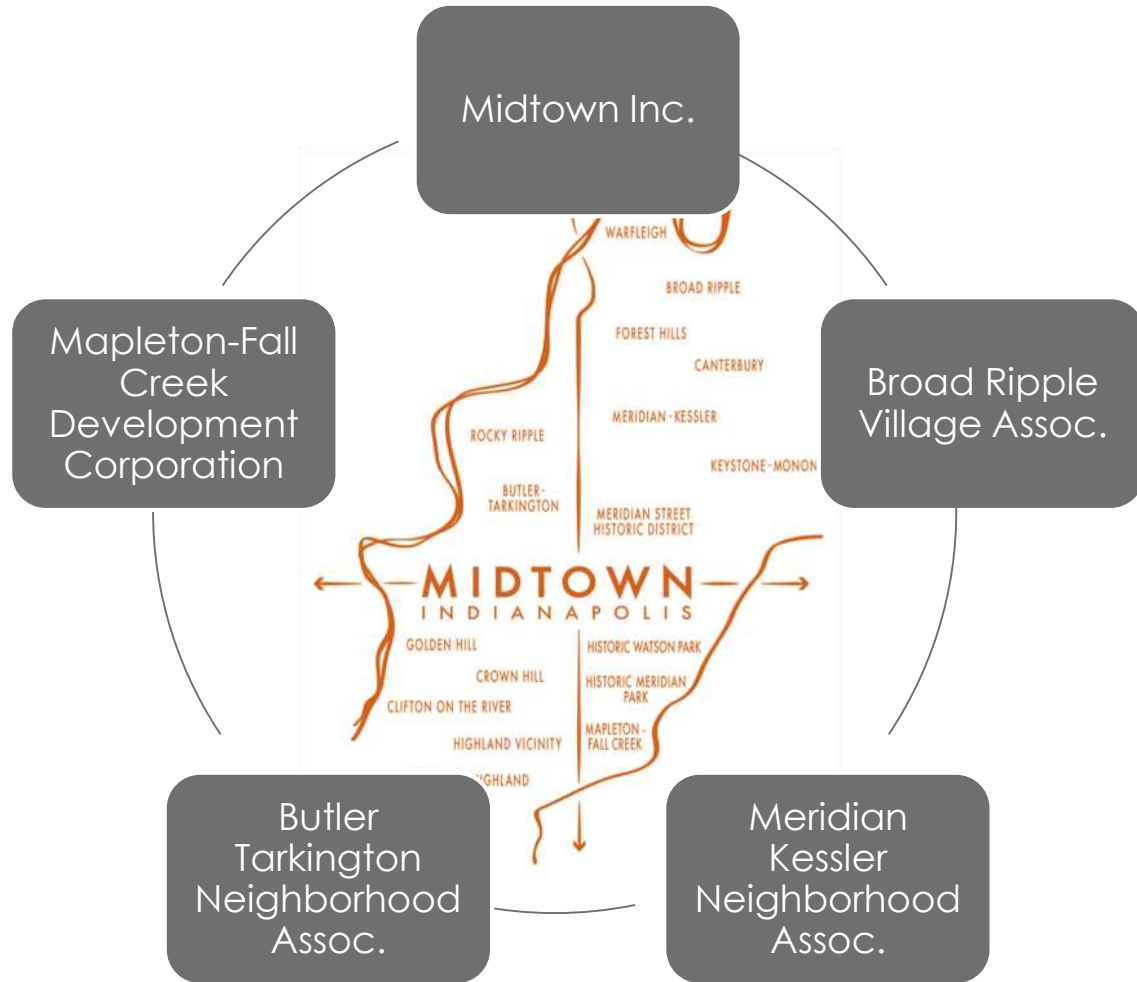 Midtown Inc.
WARFLEIGH
BROAD RIPPLE
FOREST HILLS
CANTERBURY
Mapleton-Fall
Creek
Development
Corporation
Broad Ripple
Village Assoc.
MERIDIAN-KESSLER
ROCKY RIPPLE
KEYSTONE-MONON
BUTLER-
TARKINGTON
MERIDIAN STREET
HISTORIC DISTRICT
MIDTOWN
INDIANAPOLIS
GOLDEN HILL
HISTORIC WATSON PARK
CROWN HILL
HISTORIC MERIDIAN
PARK
CLIFTON ON THE RIVER
MAPLETON-
FALL CREEK
HIGHLAND VICINITY
Butler
Tarkington
Neighborhood
Assoc.
Meridian
Kessler
Neighborhood
Assoc.